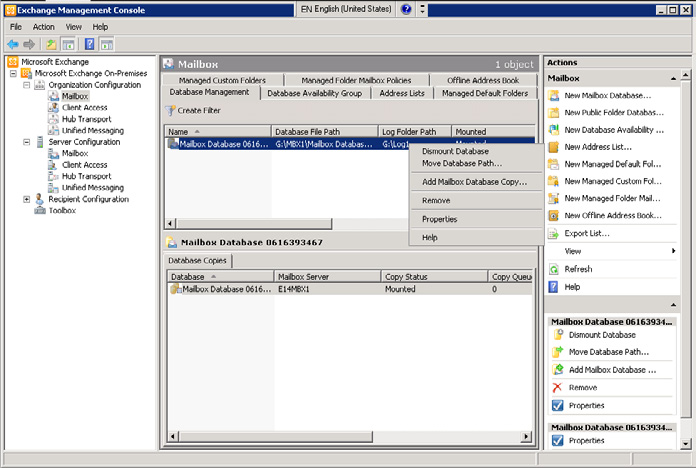 Exchange Management Console
EN English (United States)
File Action View Help
Microsoft Exchange
Microsoft Exchange On-Premises
Organization Configuration
Mailbox
Client Access
Hub Transport
Unified Messaging
Server Configuration
Mailbox
Client Access
Hub Transport
Unified Messaging
Recipient Configuration
Toolbox
Mailbox 1 object
Managed Custom Folders Managed Folder Mailbox Policies Offline Address Book
Database Management Database Availability Group Address Lists Managed Default Folders
Create Filter
Name Database File Path Log Folder Path Mounted
Mailbox Database 0616... G:\MBX1\Mailbox Databas... G:\Log1 Mounted
Dismount Database
Move Database Path...
Add Mailbox Database Copy...
Remove
Properties
Help
Mailbox Database 0616393467
Database Copies
Database Mailbox Server Copy Status Copy Queue
Mailbox Database 0616... E14MBX1 Mounted 0
Actions
Mailbox
New Mailbox Database...
New Public Folder Databas...
New Database Availability ...
New Address List...
New Managed Default Fol...
New Managed Custom Fol...
New Managed Folder Mail...
New Offline Address Book...
Export List...
View
Refresh
Help
Mailbox Database 06163934...
Dismount Database
Move Database Path...
Add Mailbox Database ...
Remove
Properties
Mailbox Database 06163934...
Properties